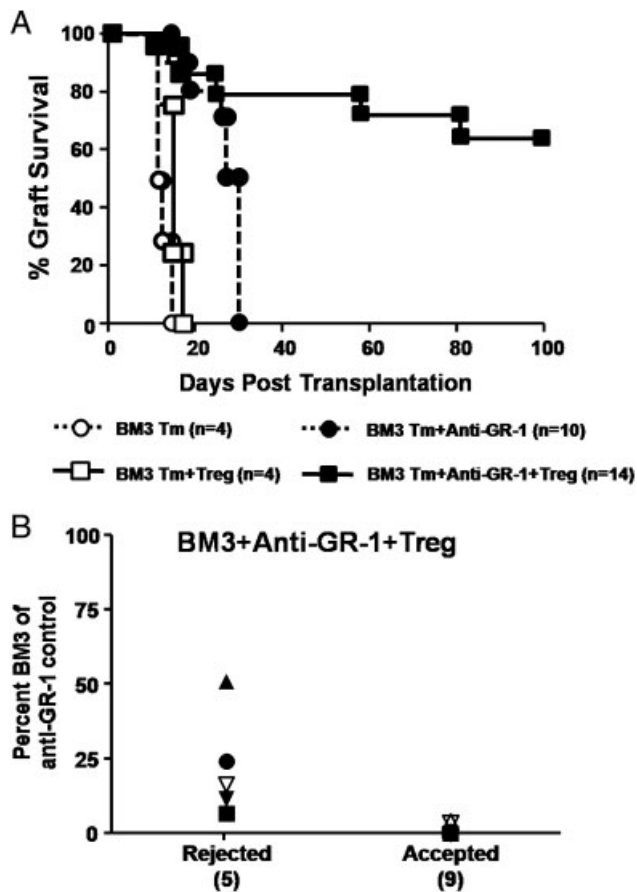 A
% Graft Survival
100
80
60
40
20
0
0 20 40 60 80 100
Days Post Transplantation
BM3 Tm (n=4) BM3 Tm+Anti-GR-1 (n=10)
BM3 Tm+Treg (n=4) BM3 Tm+Anti-GR-1+Treg (n=14)
B
BM3+Anti-GR-1+Treg
Percent BM3 of
anti-GR-1 control
100
75
50
25
0
Rejected Accepted
(5) (9)